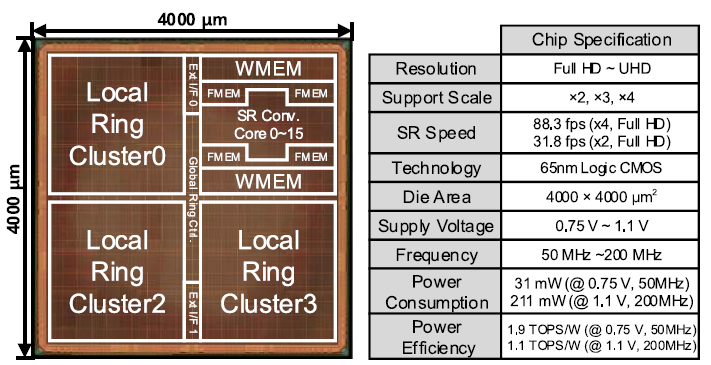 4000 µm
4000 µm
Local
Ring
Cluster0
Ext I/F 0
WMEM
FMEM
FMEM
SR Conv.
Core 0~15
FMEM
FMEM
WMEM
Global Ring Ctrl.
Local
Ring
Cluster2
Ext I/F 1
Local
Ring
Cluster3
Chip Specification
Resolution Full HD ~ UHD
Support Scale ×2, ×3, ×4
SR Speed 88.3 fps (x4, Full HD)
31.8 fps (x2, Full HD)
Technology 65nm Logic CMOS
Die Area 4000 × 4000 µm²
Supply Voltage 0.75 V ~ 1.1 V
Frequency 50 MHz ~200 MHz
Power
Consumption
31 mW (@ 0.75 V, 50MHz)
211 mW (@ 1.1 V, 200MHz)
Power
Efficiency
1.9 TOPS/W (@ 0.75 V, 50MHz)
1.1 TOPS/W (@ 1.1 V, 200MHz)